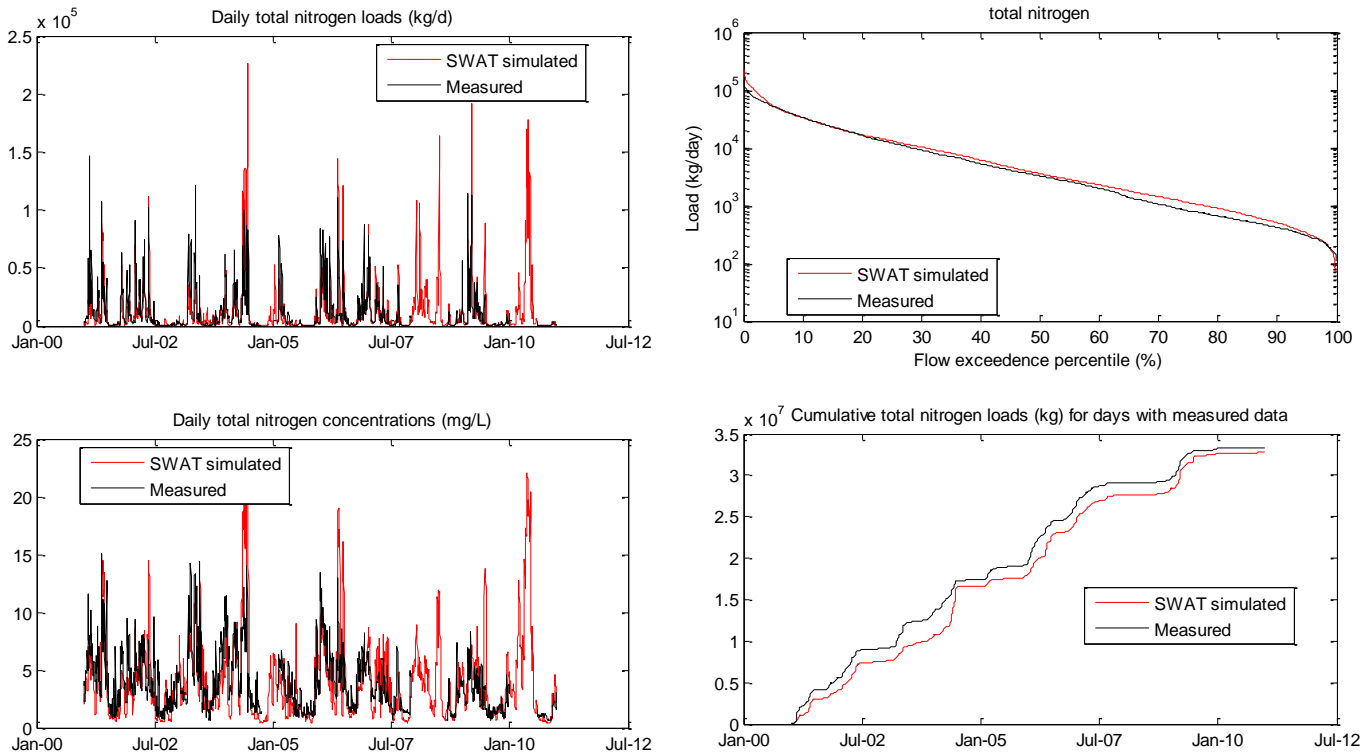 Daily total nitrogen loads (kg/d)
x 10^5
2.5
2
1.5
1
0.5
0
Jan-00 Jul-02 Jan-05 Jul-07 Jan-10 Jul-12
SWAT simulated
Measured
total nitrogen
Load (kg/day)
10^6
10^5
10^4
10^3
10^2
10^1
0 10 20 30 40 50 60 70 80 90 100
Flow exceedence percentile (%)
SWAT simulated
Measured
Daily total nitrogen concentrations (mg/L)
25
20
15
10
5
0
Jan-00 Jul-02 Jan-05 Jul-07 Jan-10 Jul-12
SWAT simulated
Measured
x 10^7 Cumulative total nitrogen loads (kg) for days with measured data
3.5
3
2.5
2
1.5
1
0.5
0
Jan-00 Jul-02 Jan-05 Jul-07 Jan-10 Jul-12
SWAT simulated
Measured